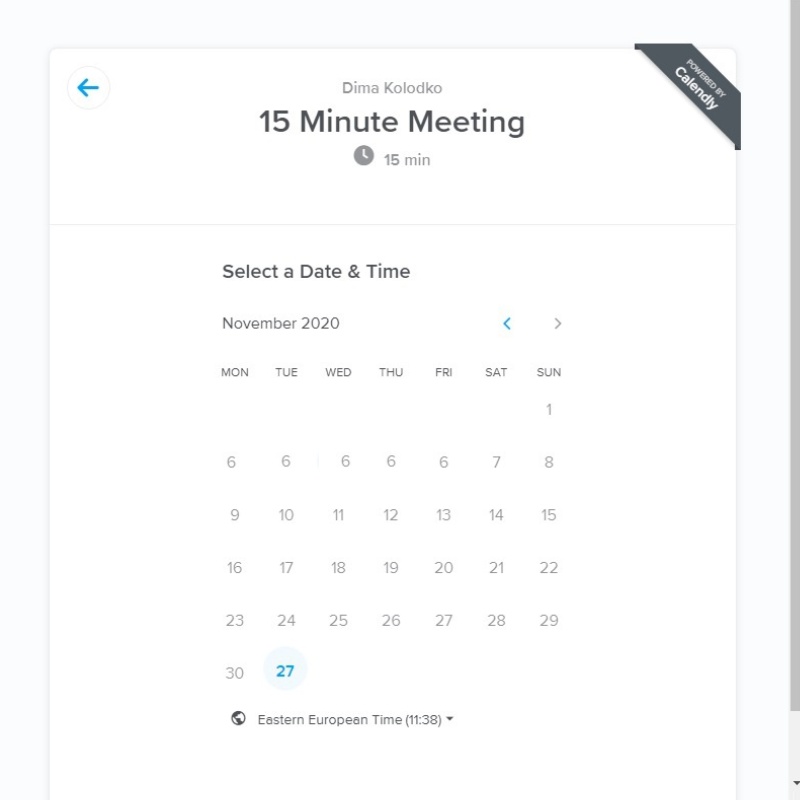 POWERED BY
Calendly
Dima Kolodko
15 Minute Meeting
15 min
Select a Date & Time
November 2020
MON TUE WED THU FRI SAT SUN
1
6 6 6 6 6 7 8
9 10 11 12 13 14 15
16 17 18 19 20 21 22
23 24 25 26 27 28 29
30 27
Eastern European Time (11:38)